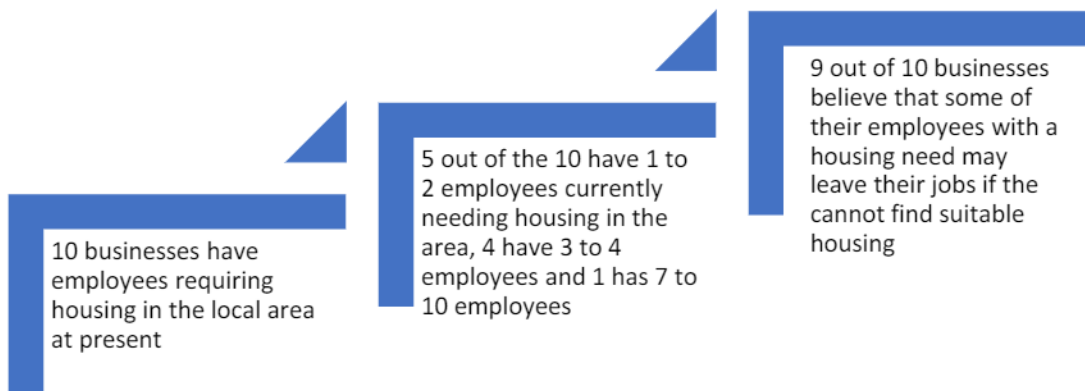 10 businesses have
employees requiring
housing in the local area
at present
5 out of the 10 have 1 to
2 employees currently
needing housing in the
area, 4 have 3 to 4
employees and 1 has 7 to
10 employees
9 out of 10 businesses
believe that some of
their employees with a
housing need may
leave their jobs if the
cannot find suitable
housing